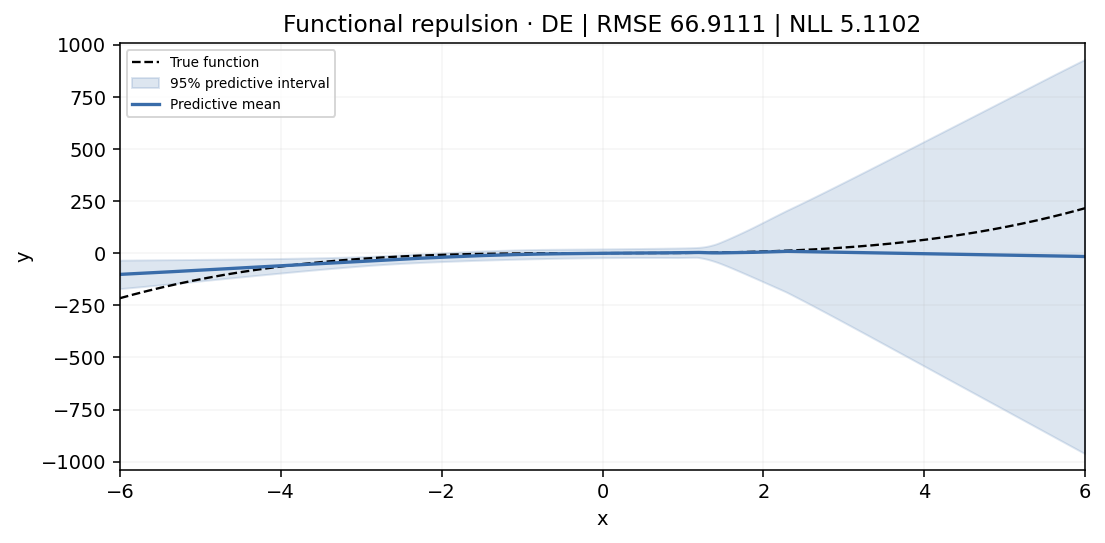 Functional repulsion · DE | RMSE 66.9111 | NLL 5.1102
True function
95% predictive interval
Predictive mean
1000
750
500
250
0
−250
−500
−750
−1000
y
−6
−4
−2
0
2
4
6
x